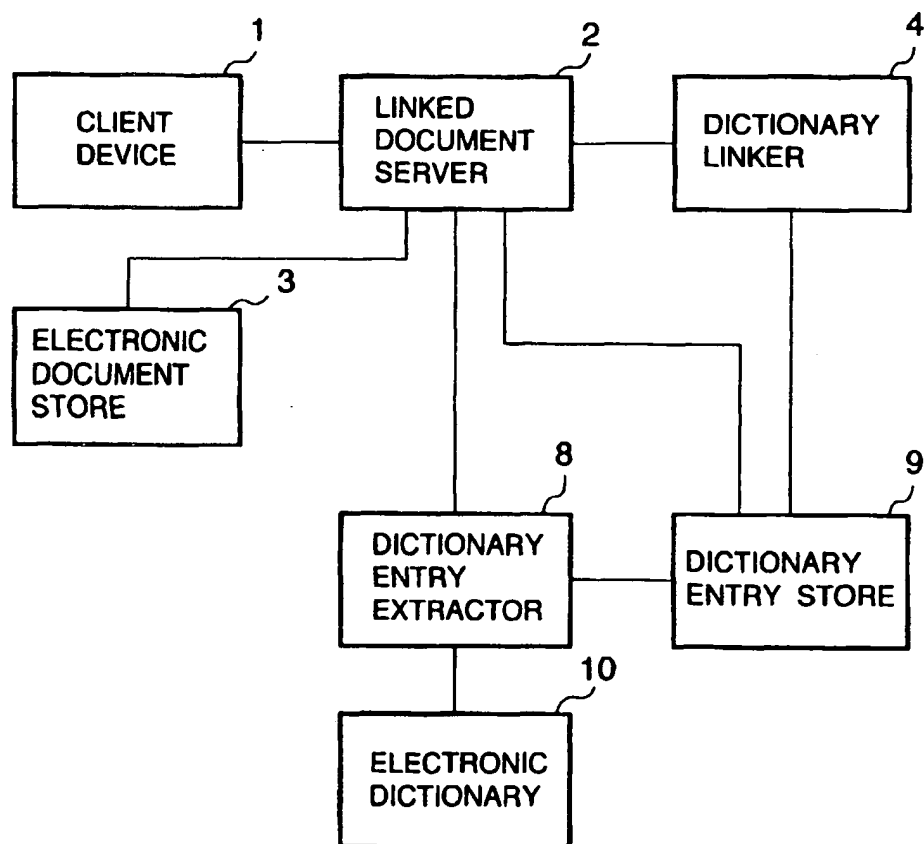 1
CLIENT
DEVICE
2
LINKED
DOCUMENT
SERVER
4
DICTIONARY
LINKER
3
ELECTRONIC
DOCUMENT
STORE
8
DICTIONARY
ENTRY
EXTRACTOR
9
DICTIONARY
ENTRY STORE
10
ELECTRONIC
DICTIONARY